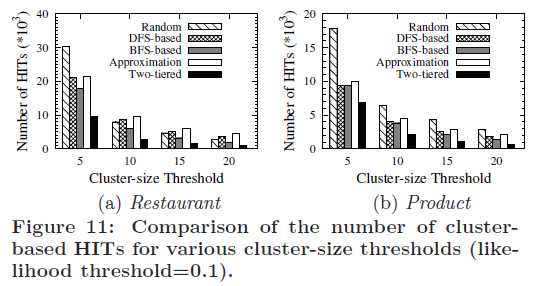 40
30
20
10
0
Number of HITs (*10³)
Random
DFS-based
BFS-based
Approximation
Two-tiered
5 10 15 20
Cluster-size Threshold
(a) Restaurant
20
15
10
5
0
Number of HITs (*10³)
Random
DFS-based
BFS-based
Approximation
Two-tiered
5 10 15 20
Cluster-size Threshold
(b) Product
Figure 11: Comparison of the number of cluster-
based HITs for various cluster-size thresholds (like-
lihood threshold=0.1).